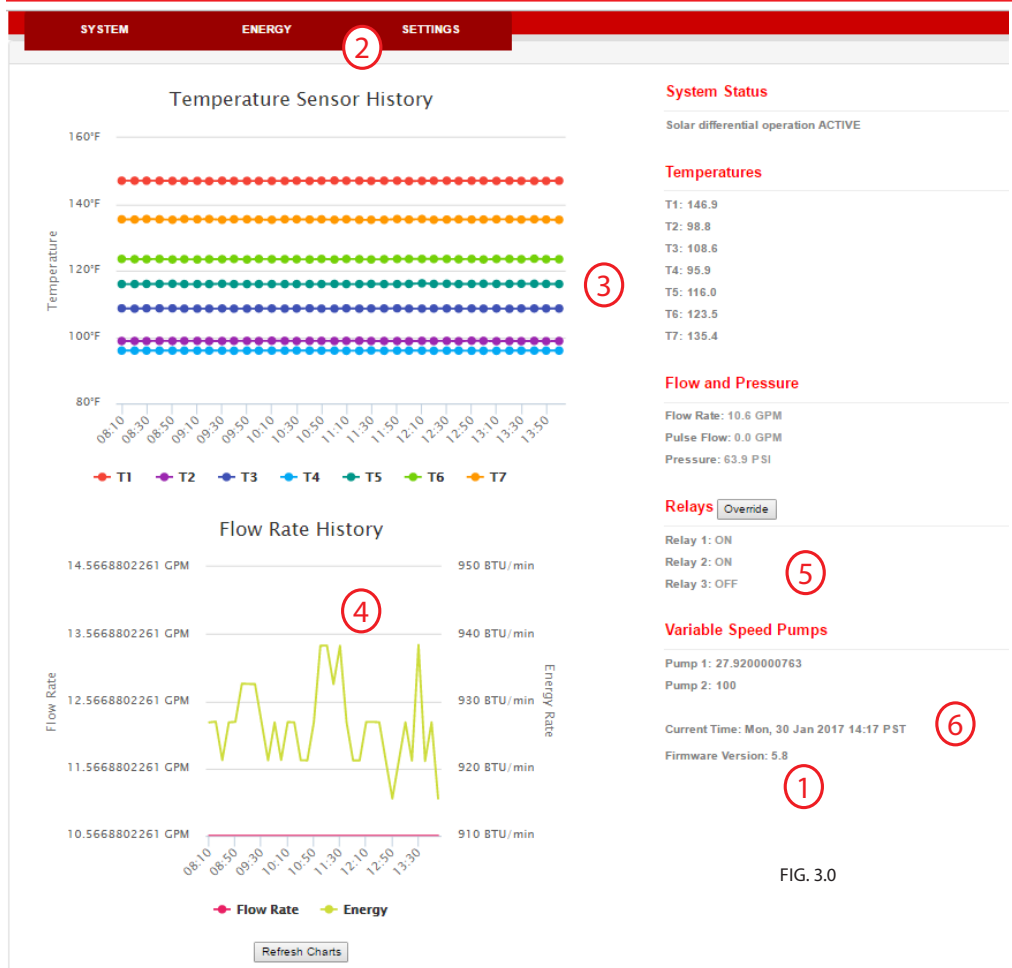 SYSTEM ENERGY SETTINGS
2
Temperature Sensor History
160°F
140°F
120°F
100°F
80°F
Temperature
08:10 08:30 08:50 09:10 09:30 09:50 10:10 10:30 10:50 11:10 11:30 11:50 12:10 12:30 12:50 13:10 13:30 13:50
T1 T2 T3 T4 T5 T6 T7
3
Flow Rate History
14.5668802261 GPM 950 BTU/min
13.5668802261 GPM 940 BTU/min
12.5668802261 GPM 930 BTU/min
11.5668802261 GPM 920 BTU/min
10.5668802261 GPM 910 BTU/min
Flow Rate
Energy Rate
4
08:10 08:50 09:30 10:10 10:50 11:30 12:10 12:50 13:30
Flow Rate Energy
Refresh Charts
System Status
Solar differential operation ACTIVE
Temperatures
T1: 146.9
T2: 98.8
T3: 108.6
T4: 95.9
T5: 116.0
T6: 123.5
T7: 135.4
Flow and Pressure
Flow Rate: 10.6 GPM
Pulse Flow: 0.0 GPM
Pressure: 63.9 PSI
Relays Override
Relay 1: ON
Relay 2: ON
Relay 3: OFF
5
Variable Speed Pumps
Pump 1: 27.9200000763
Pump 2: 100
Current Time: Mon, 30 Jan 2017 14:17 PST
6
Firmware Version: 5.8
1
FIG. 3.0